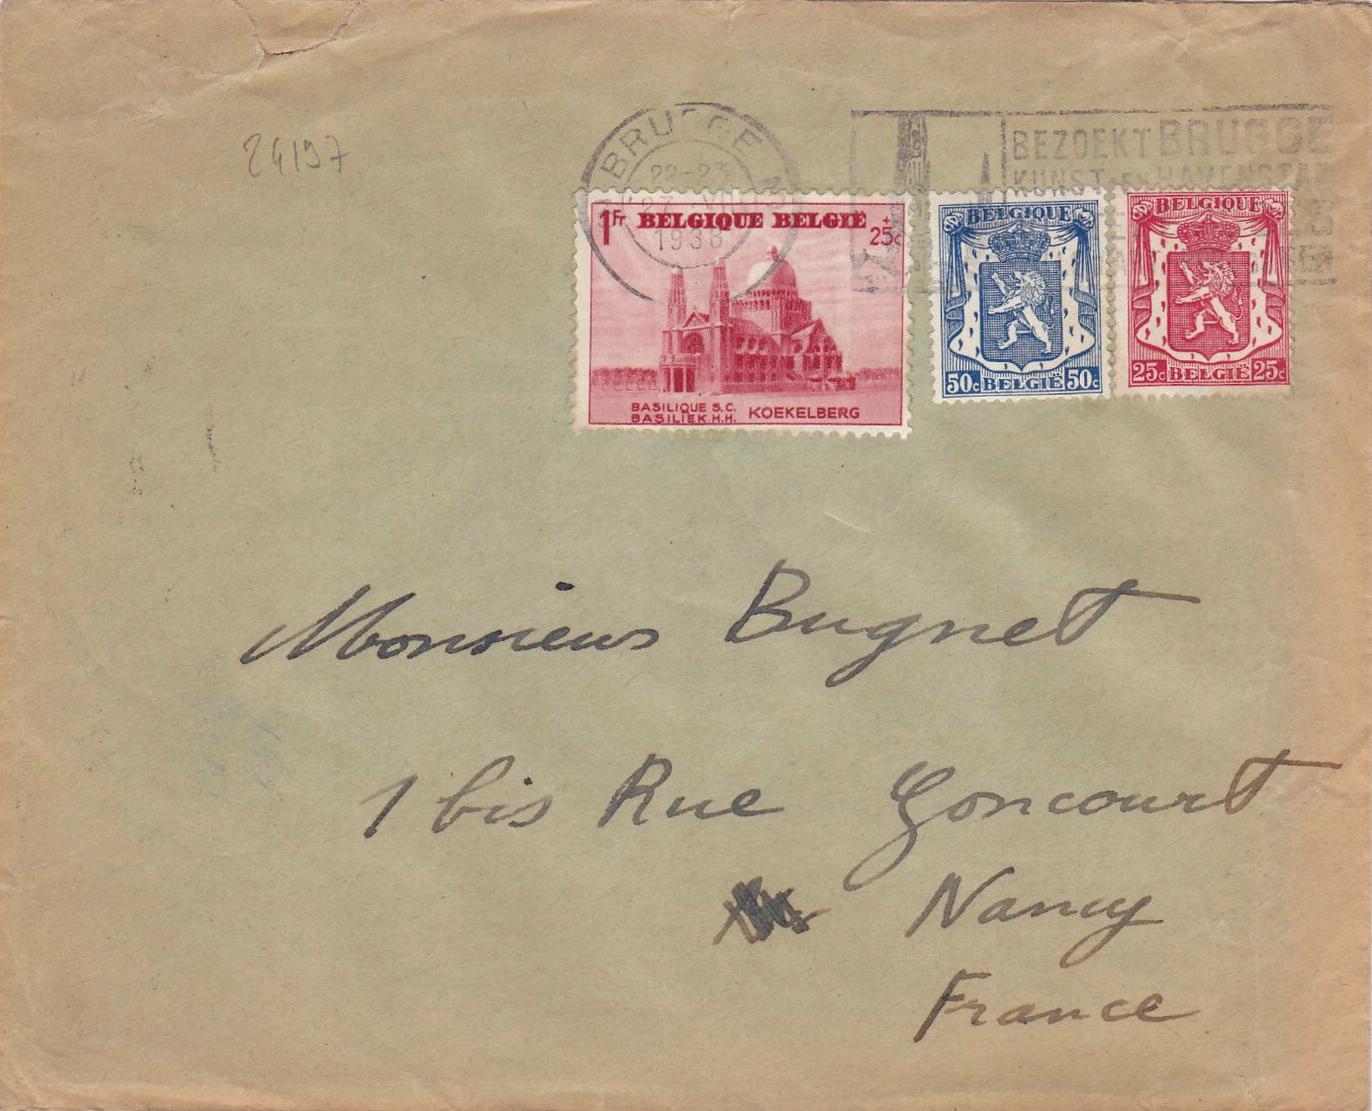 24197
BRUGGE
22-23
1938
BEZOEKT BRUGGE
KUNST- EN HAVENSTAD
1Fr BELGIQUE BELGIË + 25c
BASILIQUE S.C. KOEKELBERG
BASILIEK H.H.
BELGIQUE
50c BELGIË 50c
BELGIQUE
25c BELGIË 25c
Monsieur Bugnet
1 bis Rue Goncourt
Nancy
France